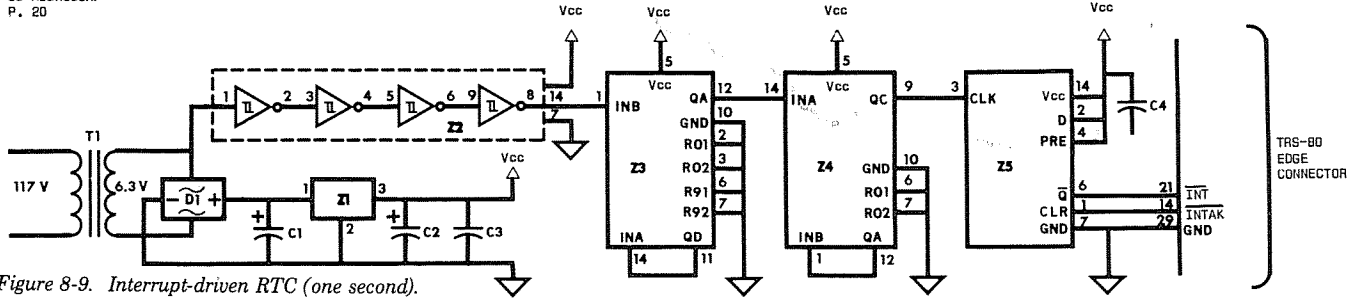 P. 20
Vcc
Vcc
Vcc
Vcc
1 2 3 4 5 6 9 8 14
7
Z2
T1
117 V
6.3 V
- D1 +
1 Z1 3
2
Vcc
+ C1
+ C2
C3
5
Vcc
1 INB
QA 12
GND 10
RO1 2
RO2 3
R91 6
R92 7
Z3
INA QD
14 11
5
Vcc
14 INA
QC 9
Z4
GND 10
RO1 6
RO2 7
INB QA
1 12
3 CLK
Vcc 14
D 2
PRE 4
Z5
C4
Q̅ 6 21 I̅N̅T̅
CLR 1 14 I̅N̅T̅A̅K̅
GND 7 29 GND
TRS-80
EDGE
CONNECTOR
Figure 8-9. Interrupt-driven RTC (one second).